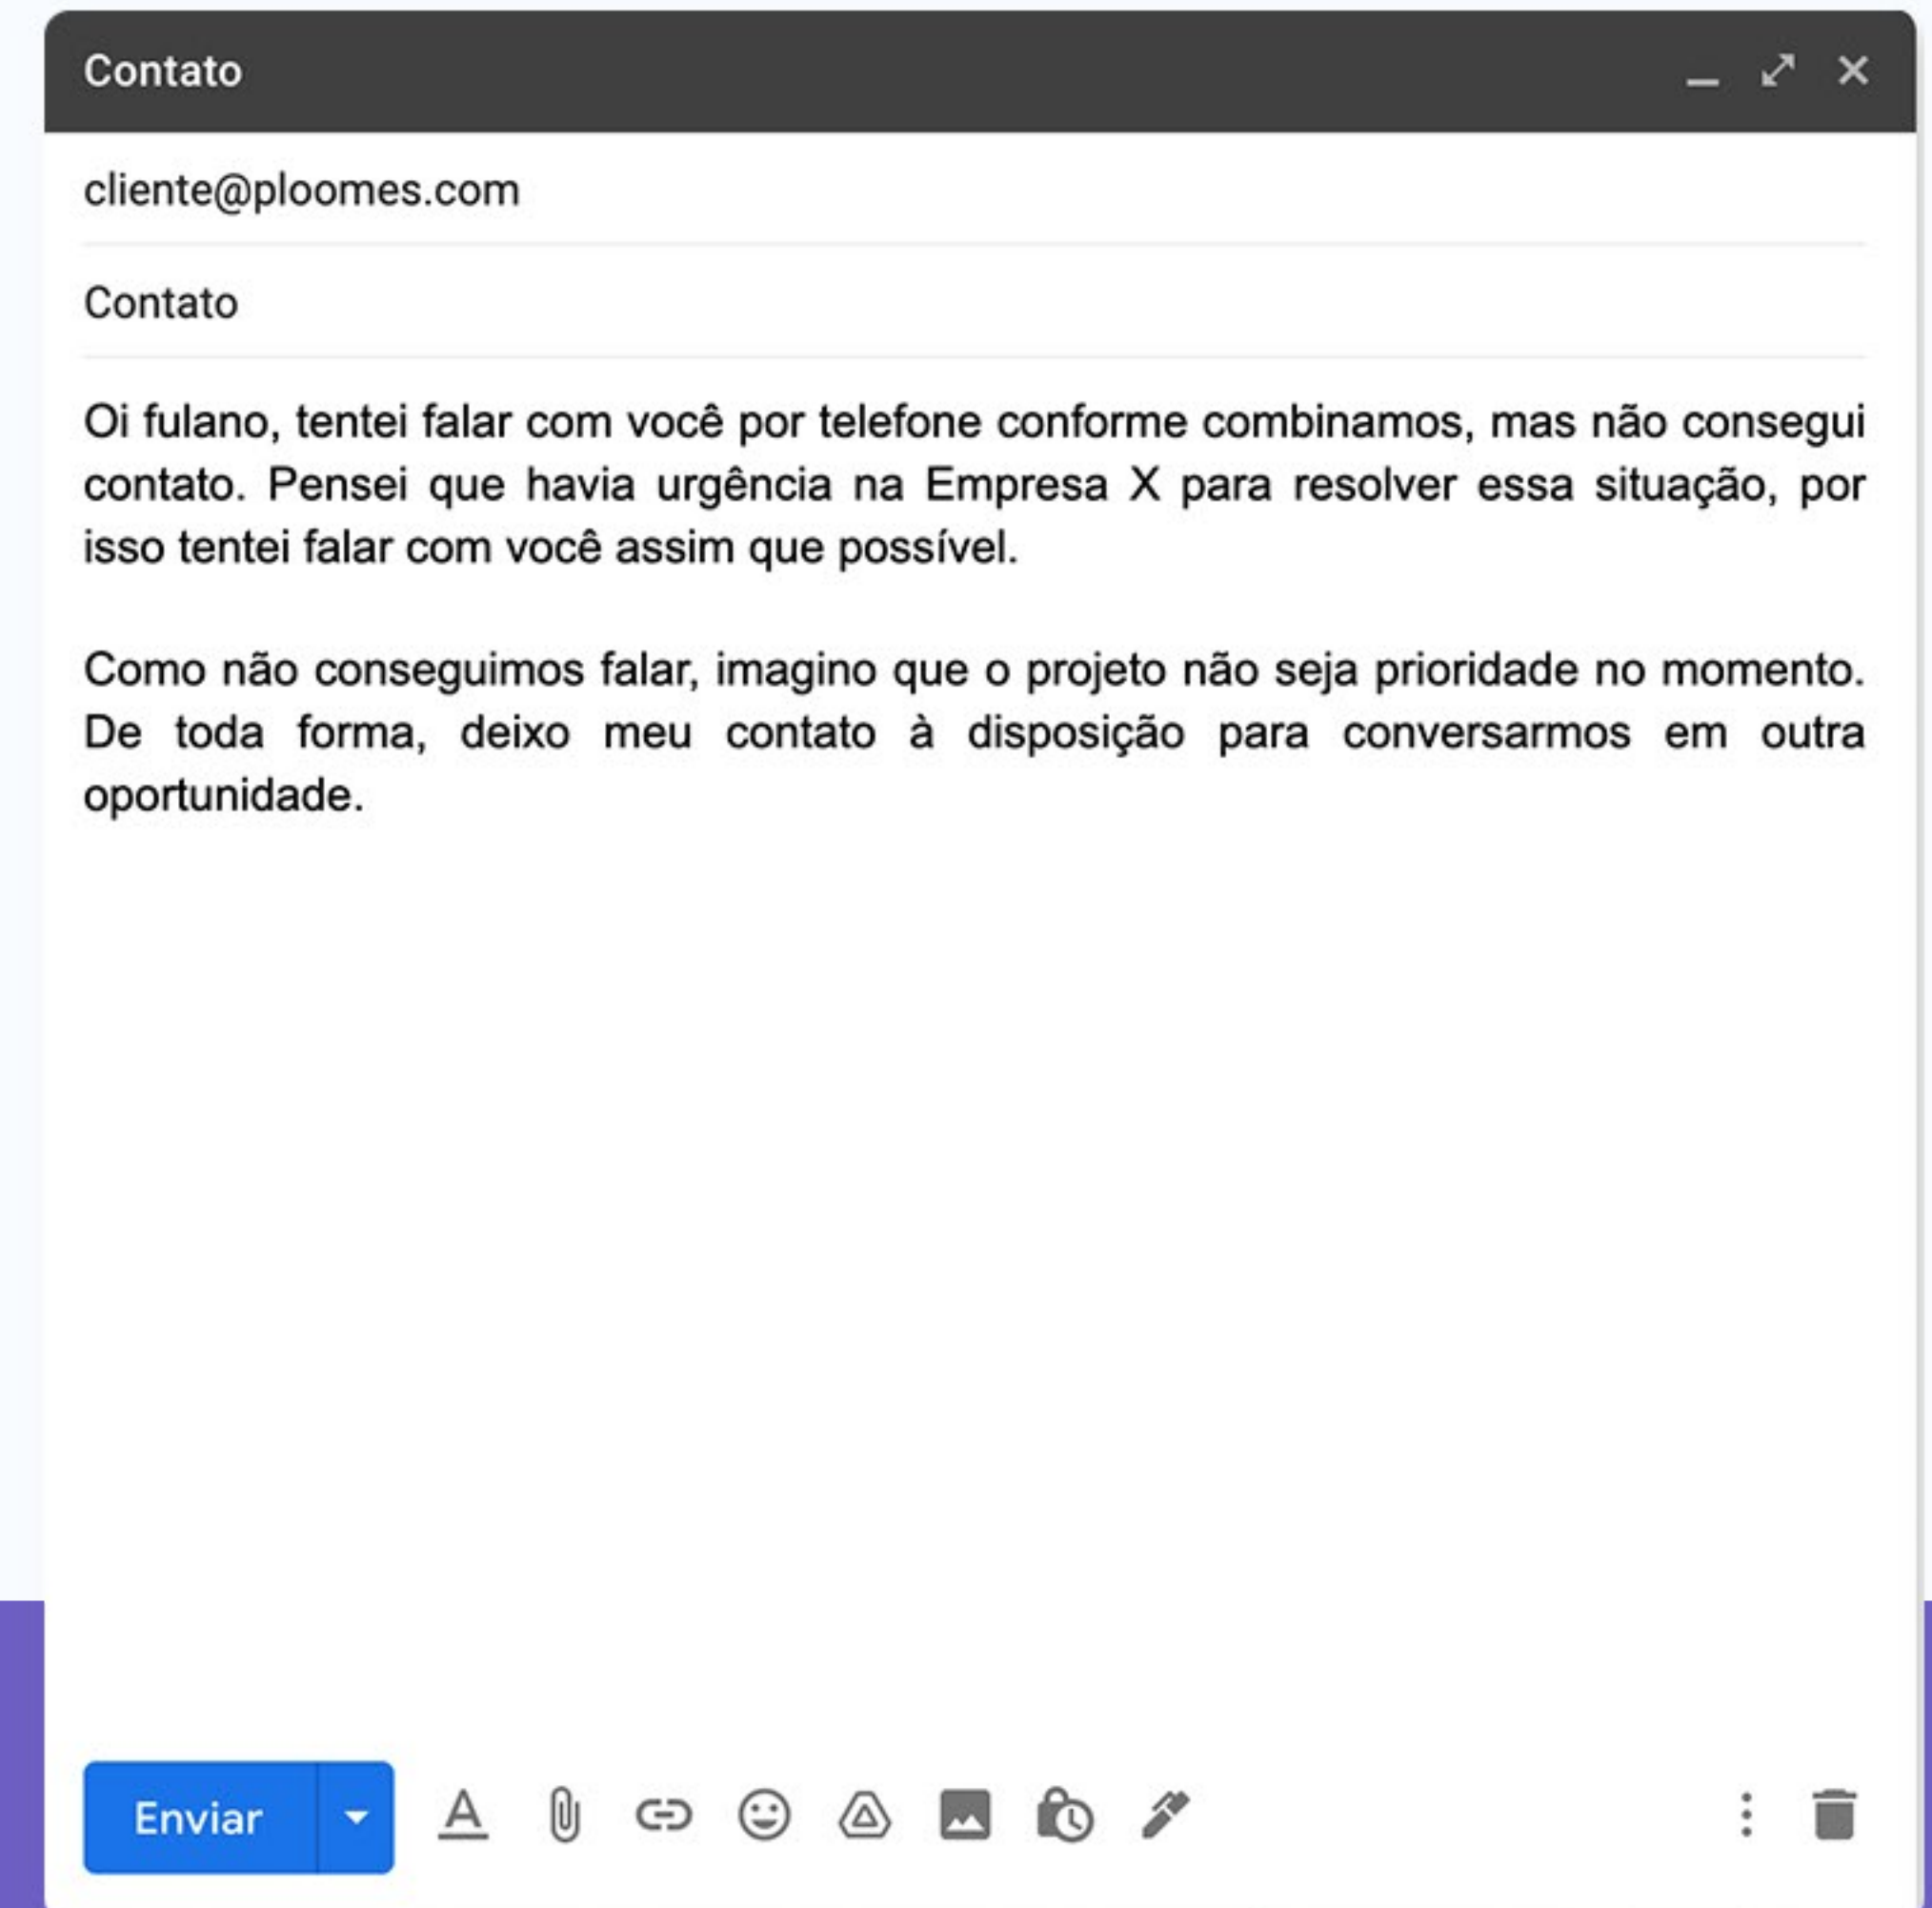 Contato
cliente@ploomes.com
Contato
Oi fulano, tentei falar com você por telefone conforme combinamos, mas não consegui
contato. Pensei que havia urgência na Empresa X para resolver essa situação, por
isso tentei falar com você assim que possível.
Como não conseguimos falar, imagino que o projeto não seja prioridade no momento.
De toda forma, deixo meu contato à disposição para conversarmos em outra
oportunidade.
Enviar